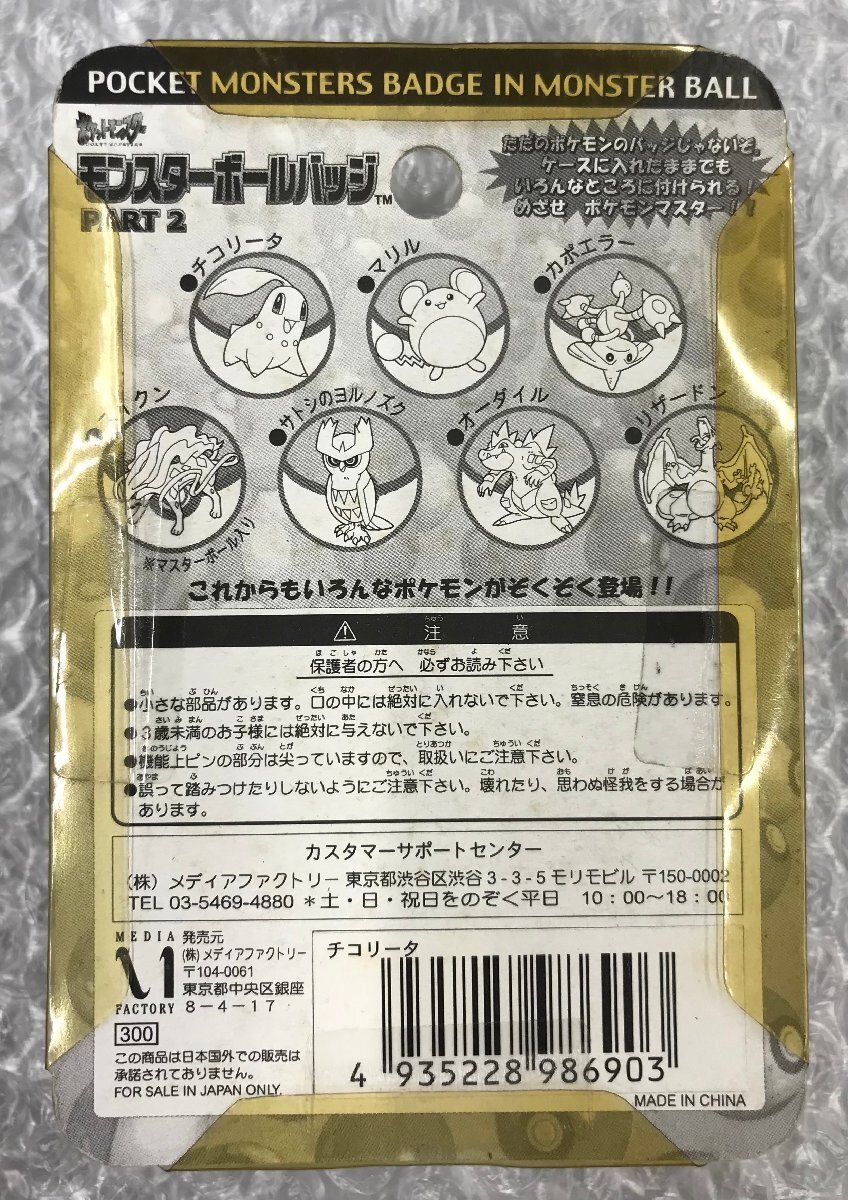 POCKET MONSTERS BADGE IN MONSTER BALL
ポケットモンスター
モンスターボールバッジ™
PART 2
ただのポケモンのバッジじゃないぞ。
ケースに入れたままでも
いろんなところに付けられる!
めざせ ポケモンマスター!!
●チコリータ
●マリル
●カポエラー
イクン
●サトシのヨルノズク
●オーダイル
●リザードン
※マスターボール入り
これからもいろんなポケモンがぞくぞく登場!!
⚠ 注意
保護者の方へ 必ずお読み下さい
●小さな部品があります。口の中には絶対に入れないで下さい。窒息の危険があります。
●3歳未満のお子様には絶対に与えないで下さい。
●機能上ピンの部分は尖っていますので、取扱いにご注意下さい。
●誤って踏みつけたりしないようにご注意下さい。壊れたり、思わぬ怪我をする場合が
あります。
カスタマーサポートセンター
(株)メディアファクトリー 東京都渋谷区渋谷3-3-5モリモビル 〒150-0002
TEL 03-5469-4880 *土・日・祝日をのぞく平日 10:00〜18:00
MEDIA
FACTORY
発売元
(株)メディアファクトリー
〒104-0061
東京都中央区銀座
8-4-17
300
この商品は日本国外での販売は
承諾されておりません。
FOR SALE IN JAPAN ONLY.
チコリータ
4 935228 986903
MADE IN CHINA